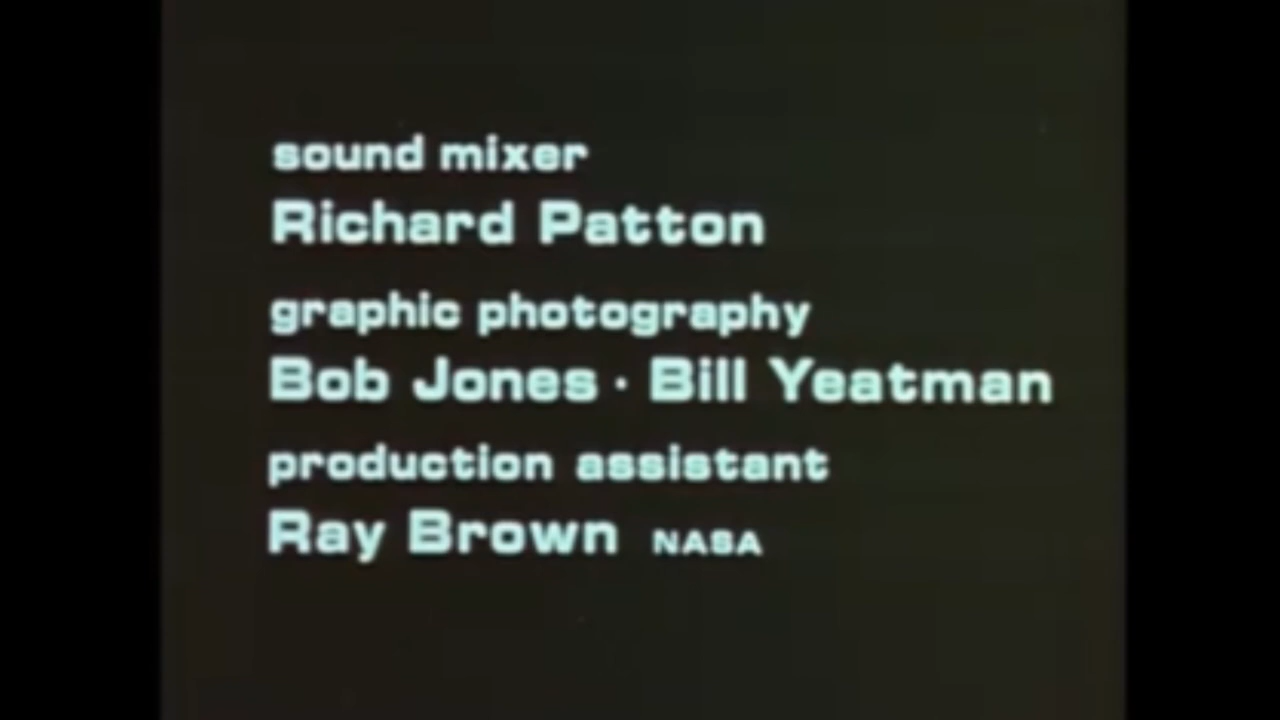 sound mixer
Richard Patton
graphic photography
Bob Jones · Bill Yeatman
production assistant
Ray Brown NASA